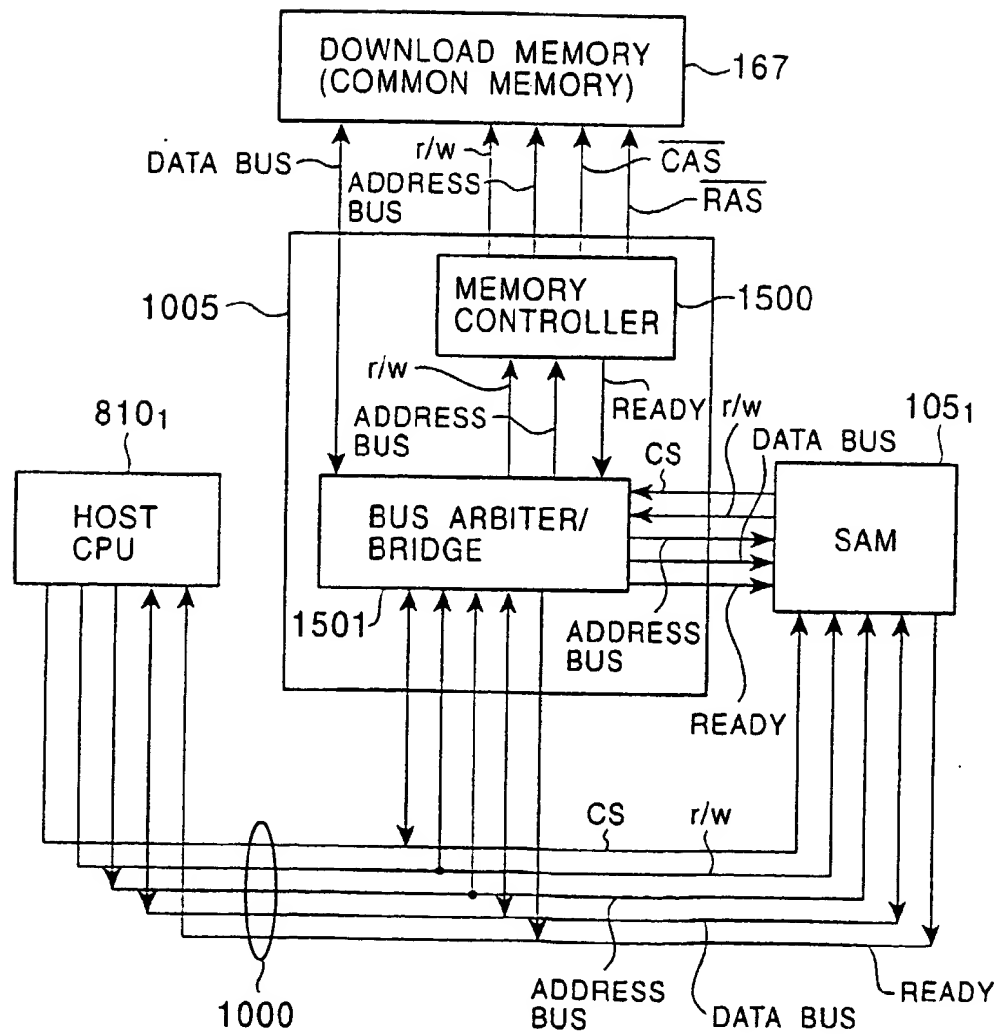 DOWNLOAD MEMORY
(COMMON MEMORY)
167
DATA BUS
r/w
ADDRESS
BUS
CAS
RAS
1005
MEMORY
CONTROLLER
1500
r/w
ADDRESS
BUS
READY
810₁
HOST
CPU
BUS ARBITER/
BRIDGE
1501
CS
r/w
DATA BUS
105₁
SAM
ADDRESS
BUS
READY
CS
r/w
1000
ADDRESS
BUS
DATA BUS
READY